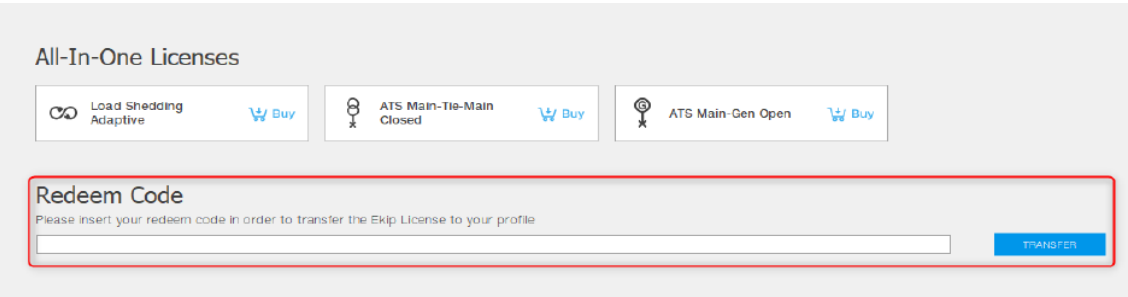 All-In-One Licenses
Load Shedding
Adaptive
Buy
ATS Main-Tie-Main
Closed
Buy
G
ATS Main-Gen Open
Buy
Redeem Code
Please insert your redeem code in order to transfer the Ekip License to your profile
TRANSFER